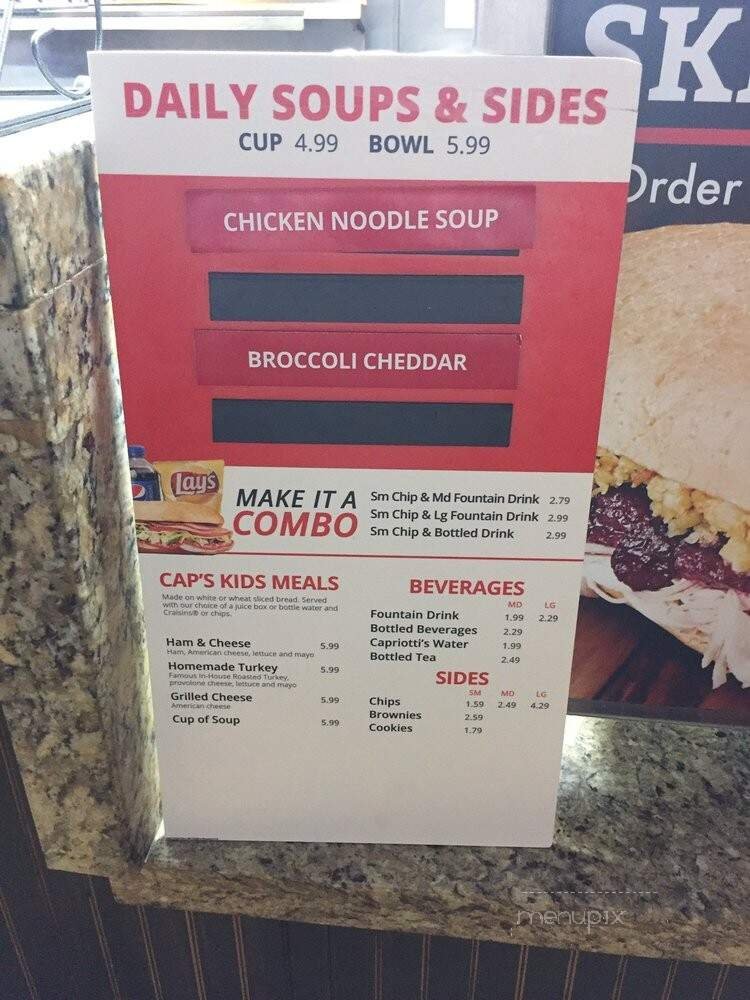 SK
Order
DAILY SOUPS & SIDES
CUP 4.99 BOWL 5.99
CHICKEN NOODLE SOUP
BROCCOLI CHEDDAR
Lay's
MAKE IT A
COMBO
Sm Chip & Md Fountain Drink 2.79
Sm Chip & Lg Fountain Drink 2.99
Sm Chip & Bottled Drink 2.99
CAP'S KIDS MEALS
Made on white or wheat sliced bread. Served
with our choice of a juice box or bottle water and
Craisins® or chips.
Ham & Cheese 5.99
Ham, American cheese, lettuce and mayo
Homemade Turkey 5.99
Famous In-House Roasted Turkey,
provolone cheese, lettuce and mayo
Grilled Cheese 5.99
American cheese
Cup of Soup 5.99
BEVERAGES
MD LG
Fountain Drink 1.99 2.29
Bottled Beverages 2.29
Capriotti's Water 1.99
Bottled Tea 2.49
SIDES
SM MD LG
Chips 1.59 2.49 4.29
Brownies 2.59
Cookies 1.79
menupix